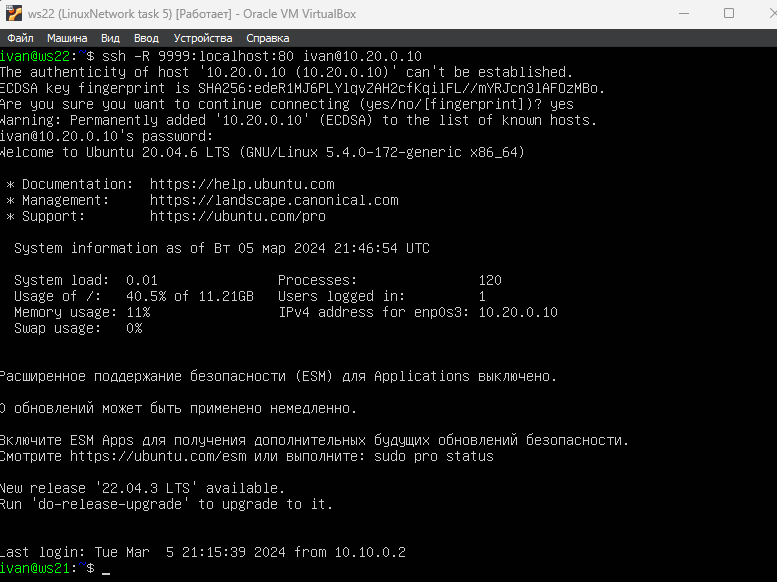 ws22 (LinuxNetwork task 5) [Работает] - Oracle VM VirtualBox
Файл Машина Вид Ввод Устройства Справка
ivan@ws22:~$ ssh -R 9999:localhost:80 ivan@10.20.0.10
The authenticity of host '10.20.0.10 (10.20.0.10)' can't be established.
ECDSA key fingerprint is SHA256:edeR1MJ6PLYlqvZAH2cfKqilFL//mYRJcn3lAFOzMBo.
Are you sure you want to continue connecting (yes/no/[fingerprint])? yes
Warning: Permanently added '10.20.0.10' (ECDSA) to the list of known hosts.
ivan@10.20.0.10's password:
Welcome to Ubuntu 20.04.6 LTS (GNU/Linux 5.4.0-172-generic x86_64)
* Documentation: https://help.ubuntu.com
* Management: https://landscape.canonical.com
* Support: https://ubuntu.com/pro
System information as of Вт 05 мар 2024 21:46:54 UTC
System load: 0.01 Processes: 120
Usage of /: 40.5% of 11.21GB Users logged in: 1
Memory usage: 11% IPv4 address for enp0s3: 10.20.0.10
Swap usage: 0%
Расширенное поддержание безопасности (ESM) для Applications выключено.
0 обновлений может быть применено немедленно.
Включите ESM Apps для получения дополнительных будущих обновлений безопасности.
Смотрите https://ubuntu.com/esm или выполните: sudo pro status
New release '22.04.3 LTS' available.
Run 'do-release-upgrade' to upgrade to it.
Last login: Tue Mar 5 21:15:39 2024 from 10.10.0.2
ivan@ws21:~$ _